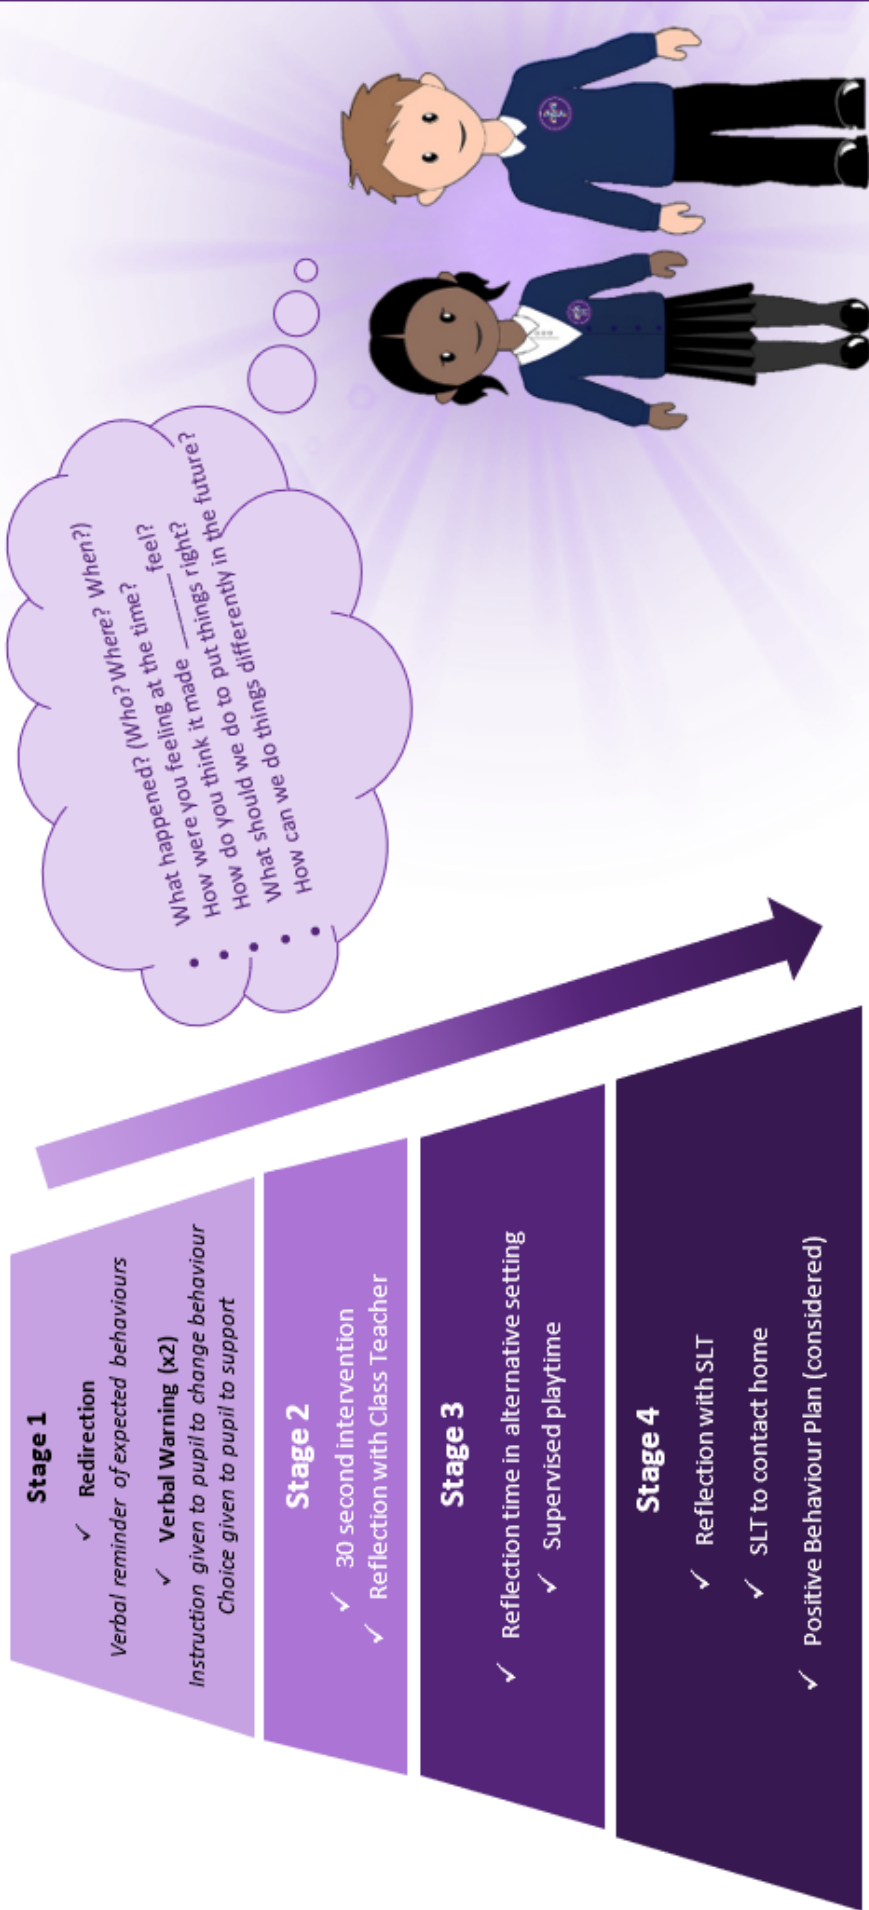 Stage 1
✓ Redirection
Verbal reminder of expected behaviours
✓ Verbal Warning (x2)
Instruction given to pupil to change behaviour
Choice given to pupil to support
Stage 2
✓ 30 second intervention
✓ Reflection with Class Teacher
Stage 3
✓ Reflection time in alternative setting
✓ Supervised playtime
Stage 4
✓ Reflection with SLT
✓ SLT to contact home
✓ Positive Behaviour Plan (considered)
• What happened? (Who? Where? When?)
• How were you feeling at the time?
• How do you think it made ______ feel?
• What should we do to put things right?
• How can we do things differently in the future?